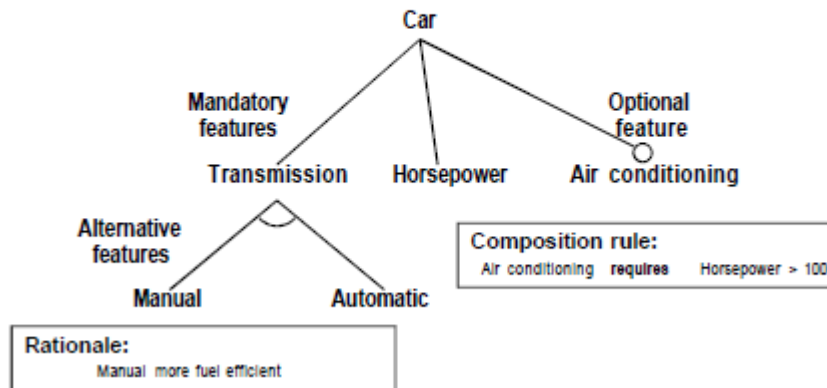 Car
Mandatory
features
Optional
feature
Transmission
Horsepower
Air conditioning
Alternative
features
Composition rule:
Air conditioning requires Horsepower > 100
Manual
Automatic
Rationale:
Manual more fuel efficient